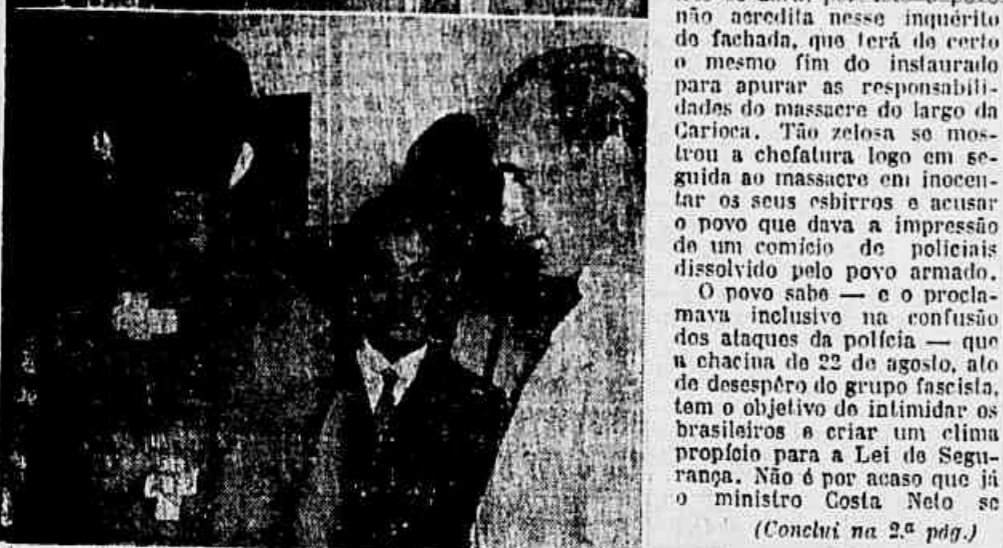 não acredita nesse inquérito
de fachada, que terá de certo
o mesmo fim do instaurado
para apurar as responsabili-
dades do massacre do largo da
Carioca. Tão zelosa se mos-
trou a chefatura logo em se-
guida ao massacre em inocen-
tar os seus esbirros e acusar
o povo que dava a impressão
de um comício de policiais
dissolvido pelo povo armado.
O povo sabe — e o procla-
mava inclusive na confusão
dos ataques da polícia — que
a chacina de 22 de agosto, ato
de desespêro do grupo fascista,
tem o objetivo de intimidar os
brasileiros e criar um clima
propício para a Lei de Segu-
rança. Não é por acaso que já
o ministro Costa Neto se
(Conclui na 2.ª pág.)